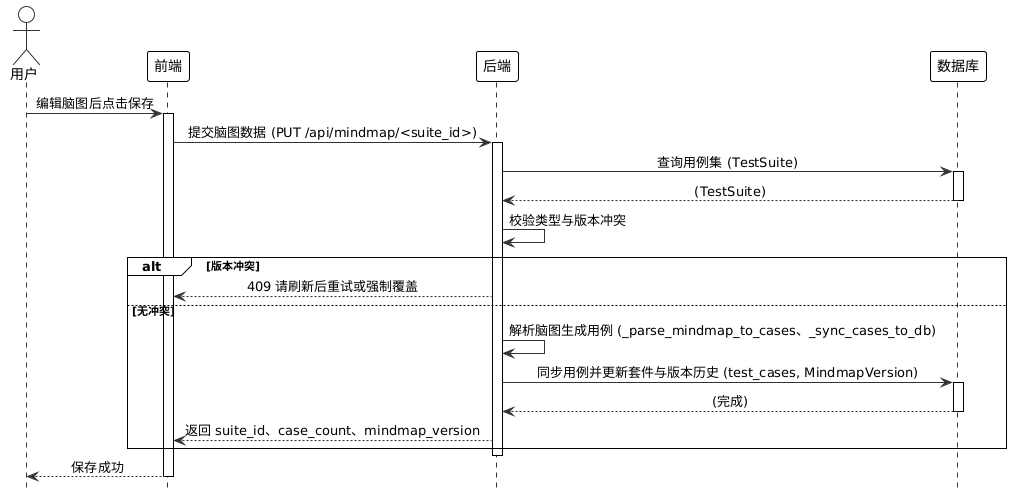 用户
前端
后端
数据库
编辑脑图后点击保存
提交脑图数据 (PUT /api/mindmap/<suite_id>)
查询用例集 (TestSuite)
(TestSuite)
校验类型与版本冲突
alt
[版本冲突]
409 请刷新后重试或强制覆盖
[无冲突]
解析脑图生成用例 (_parse_mindmap_to_cases、_sync_cases_to_db)
同步用例并更新套件与版本历史 (test_cases, MindmapVersion)
(完成)
返回 suite_id、case_count、mindmap_version
保存成功